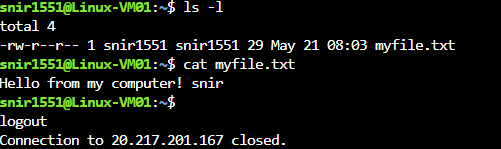 snir1551@Linux-VM01:~$ ls -l
total 4
-rw-r--r-- 1 snir1551 snir1551 29 May 21 08:03 myfile.txt
snir1551@Linux-VM01:~$ cat myfile.txt
Hello from my computer! snir
snir1551@Linux-VM01:~$
logout
Connection to 20.217.201.167 closed.